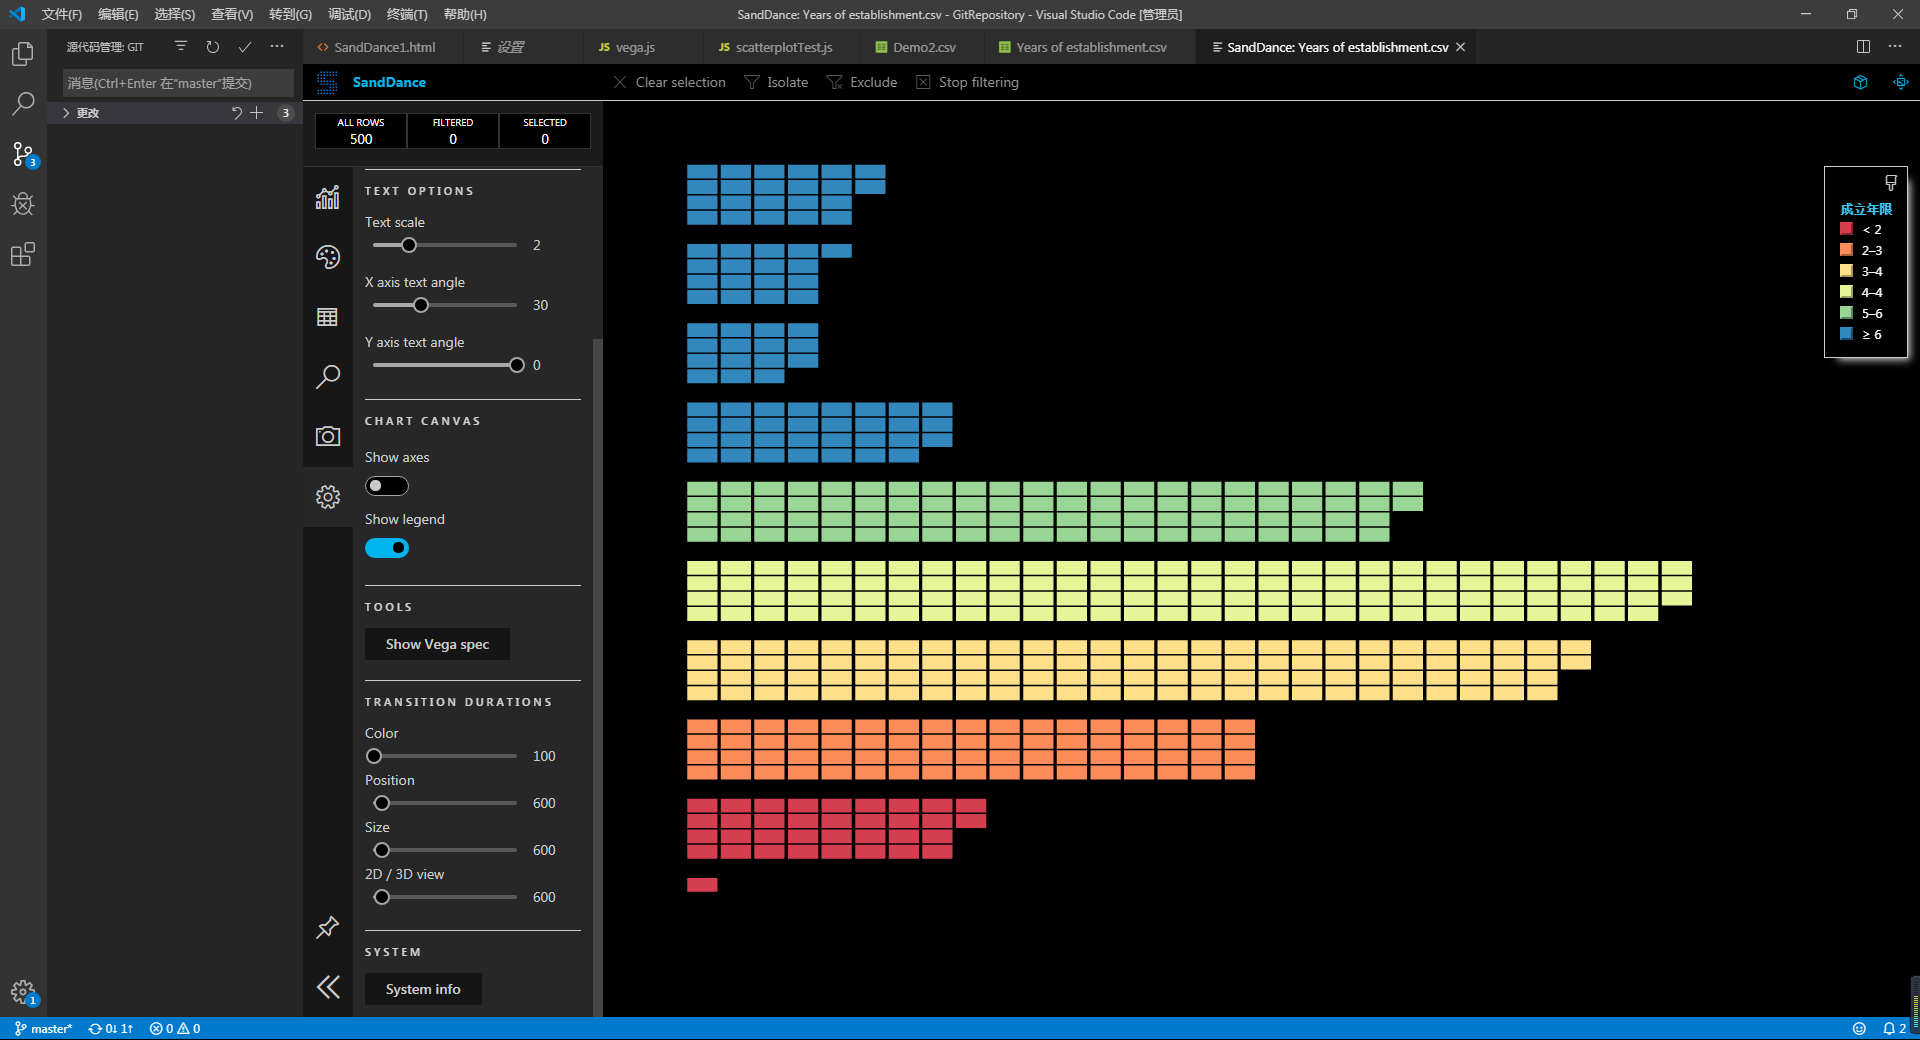 文件(F) 编辑(E) 选择(S) 查看(V) 转到(G) 调试(D) 终端(T) 帮助(H)
SandDance: Years of establishment.csv - GitRepository - Visual Studio Code [管理员]
源代码管理: GIT
SandDance1.html
设置
JS vega.js
JS scatterplotTest.js
Demo2.csv
Years of establishment.csv
SandDance: Years of establishment.csv
消息(Ctrl+Enter 在"master"提交)
更改
3
3
SandDance
Clear selection
Isolate
Exclude
Stop filtering
ALL ROWS
500
FILTERED
0
SELECTED
0
TEXT OPTIONS
Text scale
2
X axis text angle
30
Y axis text angle
0
CHART CANVAS
Show axes
Show legend
TOOLS
Show Vega spec
TRANSITION DURATIONS
Color
100
Position
600
Size
600
2D / 3D view
600
SYSTEM
System info
成立年限
< 2
2–3
3–4
4–4
5–6
≥ 6
1
master* 0↓ 1↑ 0 0
2